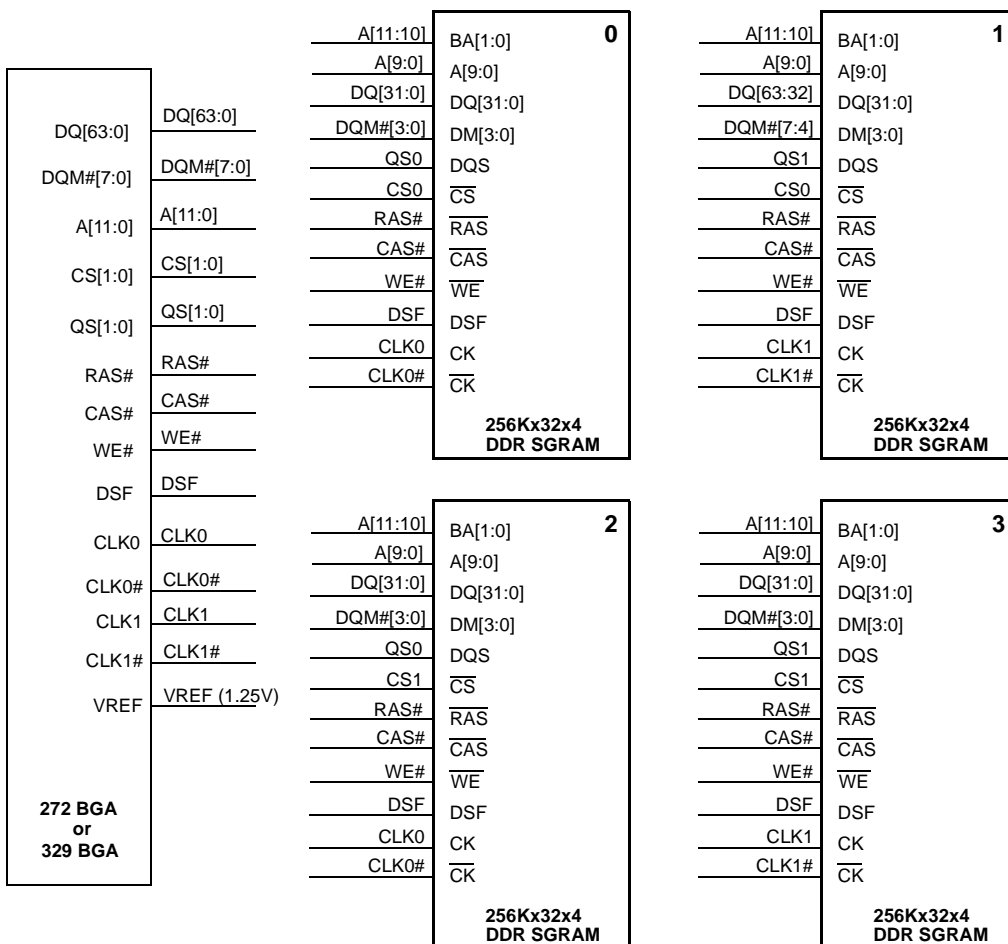 DQ[63:0] DQ[63:0]
DQM#[7:0] DQM#[7:0]
A[11:0] A[11:0]
CS[1:0] CS[1:0]
QS[1:0] QS[1:0]
RAS# RAS#
CAS# CAS#
WE# WE#
DSF DSF
CLK0 CLK0
CLK0# CLK0#
CLK1 CLK1
CLK1# CLK1#
VREF VREF (1.25V)
272 BGA
or
329 BGA
0
A[11:10] BA[1:0]
A[9:0] A[9:0]
DQ[31:0] DQ[31:0]
DQM#[3:0] DM[3:0]
QS0 DQS
CS0 CS
RAS# RAS
CAS# CAS
WE# WE
DSF DSF
CLK0 CK
CLK0# CK
256Kx32x4
DDR SGRAM
1
A[11:10] BA[1:0]
A[9:0] A[9:0]
DQ[63:32] DQ[31:0]
DQM#[7:4] DM[3:0]
QS1 DQS
CS0 CS
RAS# RAS
CAS# CAS
WE# WE
DSF DSF
CLK1 CK
CLK1# CK
256Kx32x4
DDR SGRAM
2
A[11:10] BA[1:0]
A[9:0] A[9:0]
DQ[31:0] DQ[31:0]
DQM#[3:0] DM[3:0]
QS0 DQS
CS1 CS
RAS# RAS
CAS# CAS
WE# WE
DSF DSF
CLK0 CK
CLK0# CK
256Kx32x4
DDR SGRAM
3
A[11:10] BA[1:0]
A[9:0] A[9:0]
DQ[31:0] DQ[31:0]
DQM#[3:0] DM[3:0]
QS1 DQS
CS1 CS
RAS# RAS
CAS# CAS
WE# WE
DSF DSF
CLK1 CK
CLK1# CK
256Kx32x4
DDR SGRAM